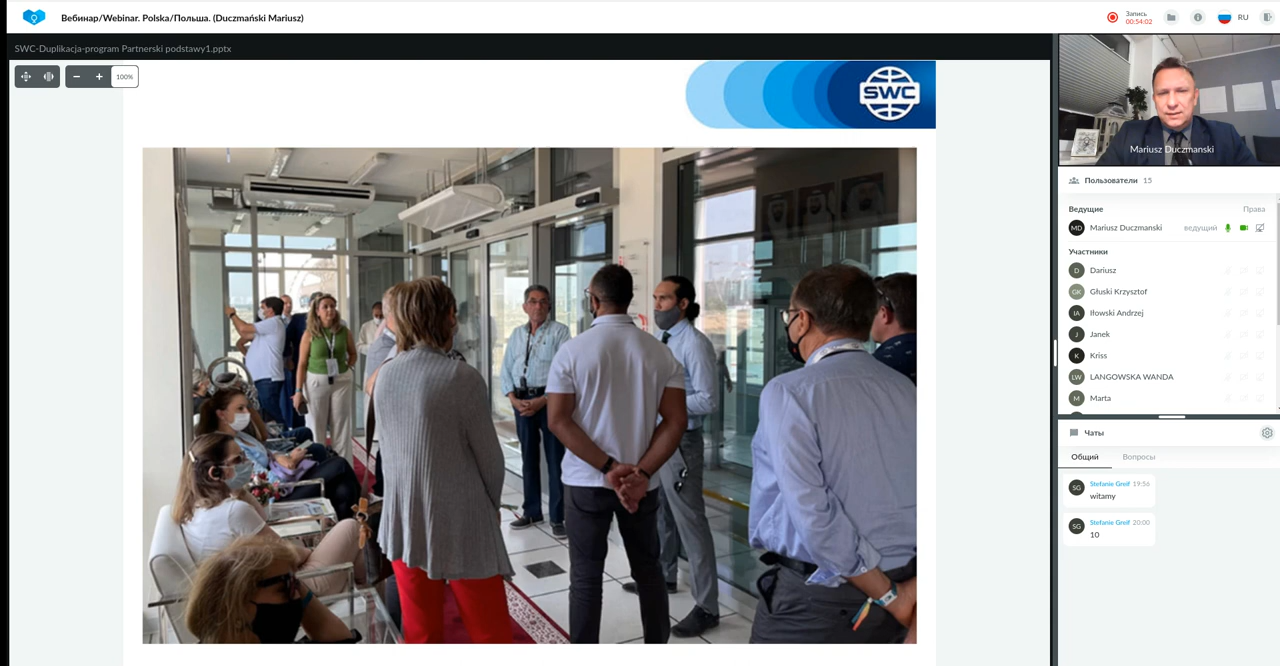 Вебинар/Webinar. Polska/Польша. (Duczmański Mariusz)
Запись
00:54:02
RU
SWC-Duplikacja-program Partnerski podstawy1.pptx
100%
SWC
Mariusz Duczmanski
Пользователи 15
Ведущие Права
MD Mariusz Duczmanski ведущий
Участники
D Dariusz
GK Głuski Krzysztof
IA Iłowski Andrzej
J Janek
K Kriss
LW LANGOWSKA WANDA
M Marta
Чаты
Общий Вопросы
SG Stefanie Greif 19:56
witamy
SG Stefanie Greif 20:00
10